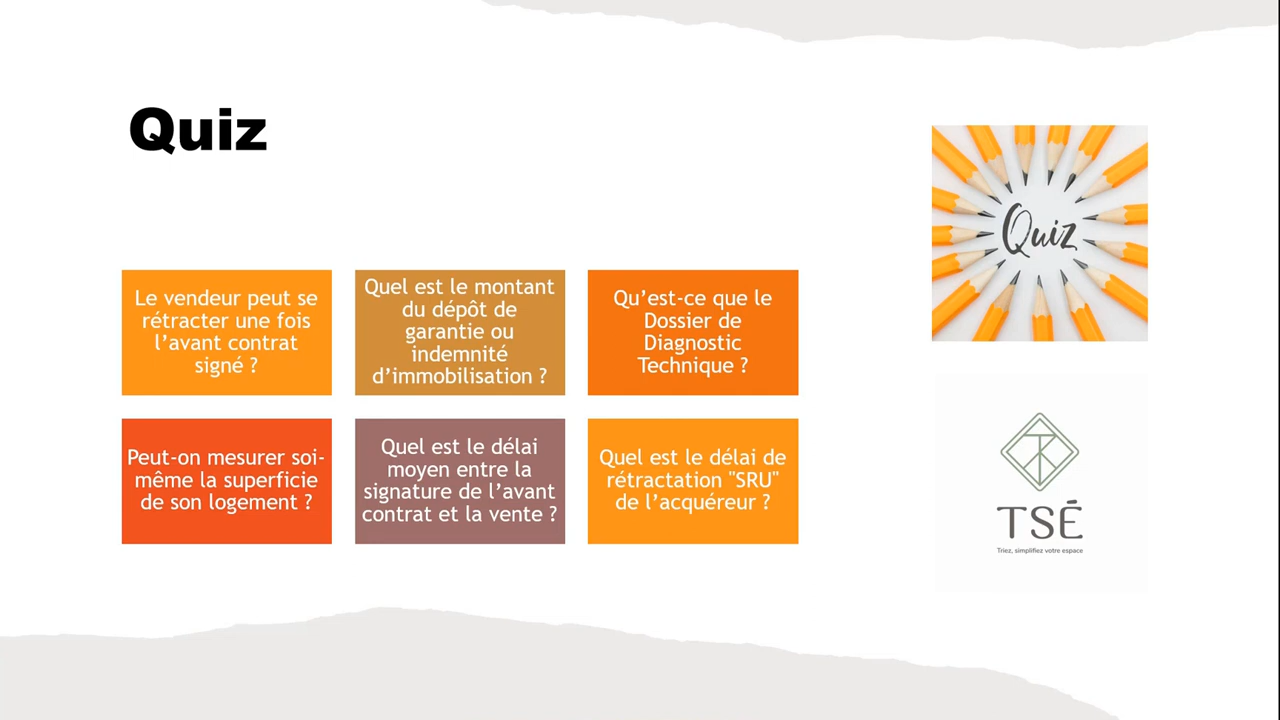 Quiz
Le vendeur peut se
rétracter une fois
l’avant contrat
signé ?
Quel est le montant
du dépôt de
garantie ou
indemnité
d’immobilisation ?
Qu’est-ce que le
Dossier de
Diagnostic
Technique ?
Peut-on mesurer soi-
même la superficie
de son logement ?
Quel est le délai
moyen entre la
signature de l’avant
contrat et la vente ?
Quel est le délai de
rétractation "SRU"
de l’acquéreur ?
Quiz
TSÉ
Triez, simplifiez votre espace